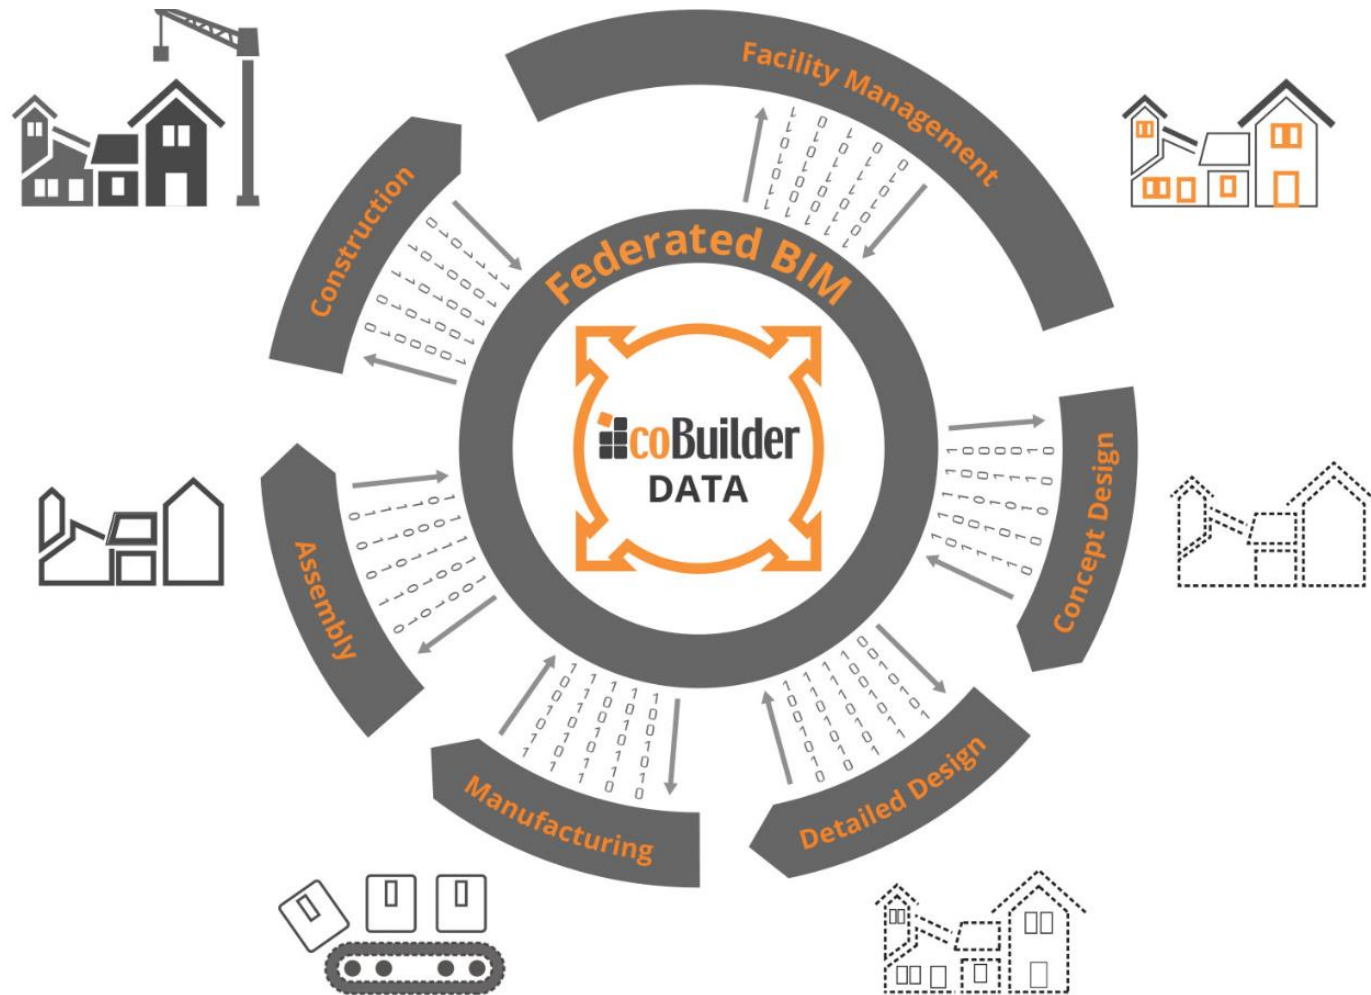 Facility Management
Construction
Federated BIM
coBuilder
DATA
Concept Design
Assembly
Detailed Design
Manufacturing